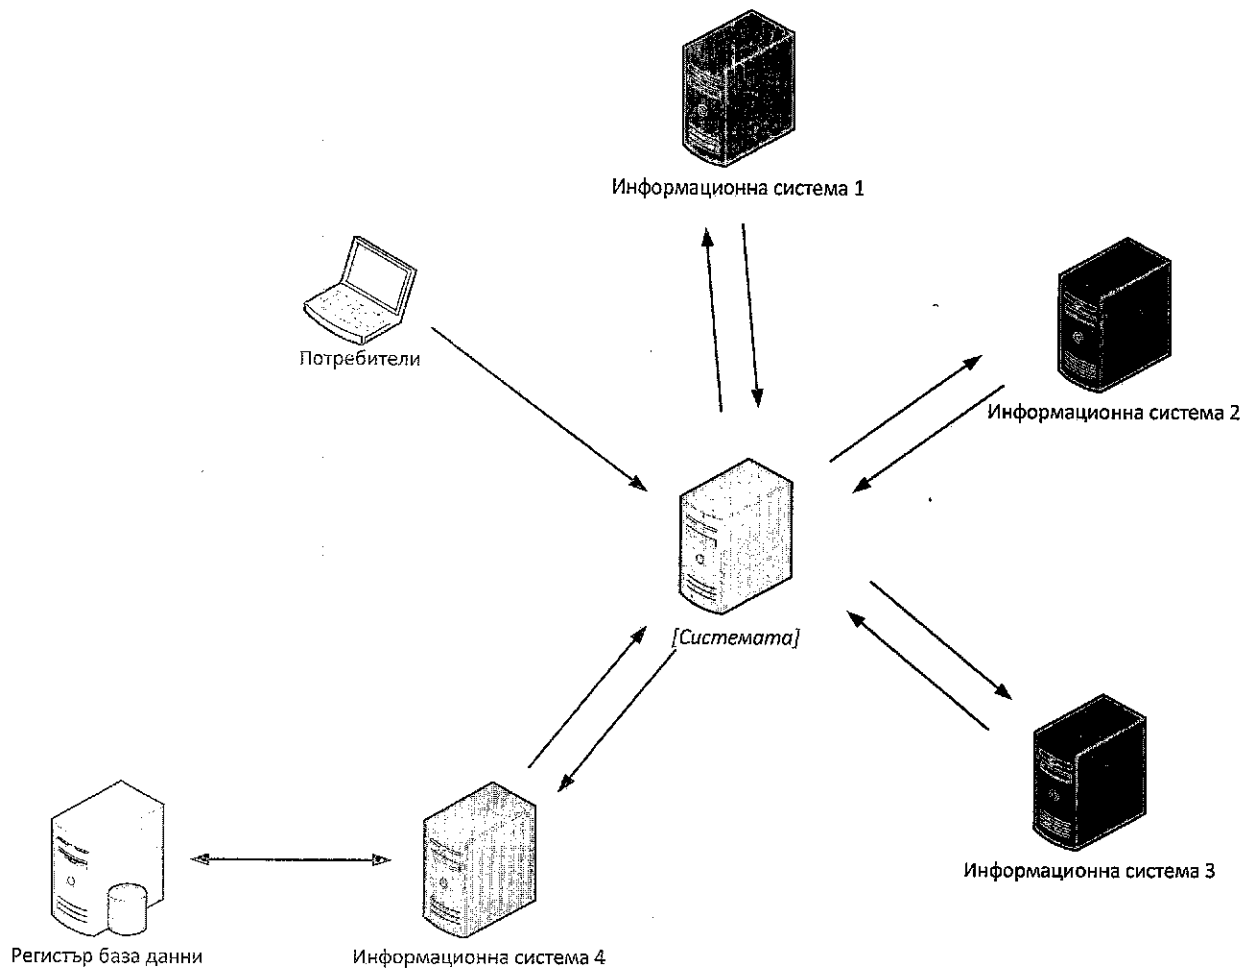 Информационна система 1
Потребители
Информационна система 2
[Системата]
Информационна система 3
Регистър база данни
Информационна система 4